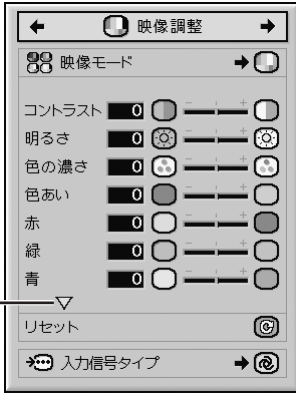 映像調整
映像モード
コントラスト 0
明るさ 0
色の濃さ 0
色あい 0
赤 0
緑 0
青 0
リセット
入力信号タイプ